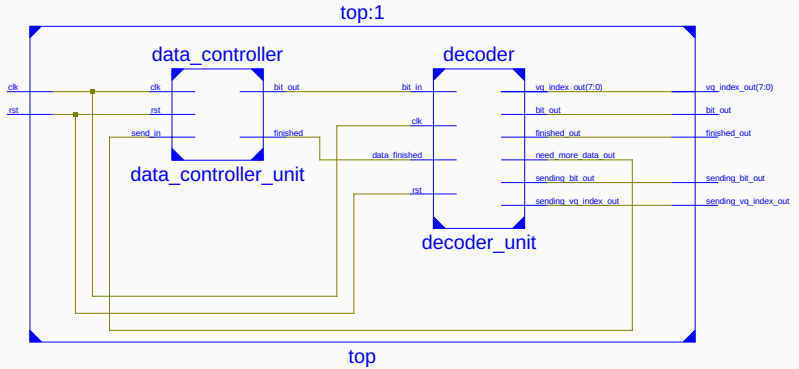 top:1
data_controller
decoder
clk
clk
bit_out
bit_in
vq_index_out(7:0)
vq_index_out(7:0)
rst
rst
bit_out
bit_out
clk
send_in
finished
finished_out
finished_out
data_finished
need_more_data_out
data_controller_unit
sending_bit_out
sending_bit_out
rst
sending_vq_index_out
sending_vq_index_out
decoder_unit
top